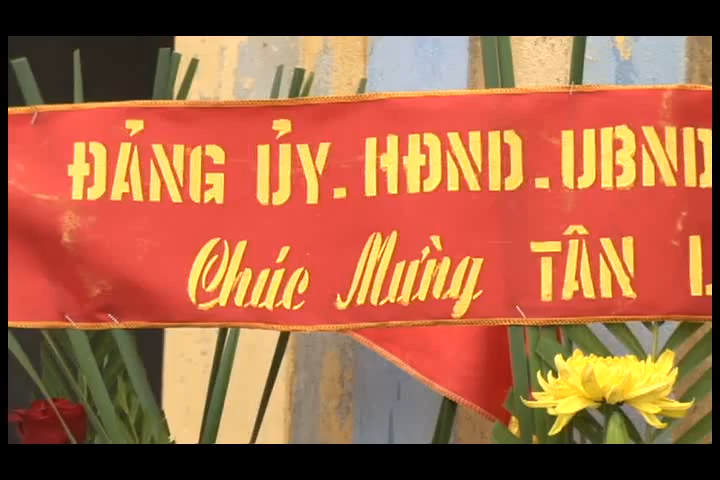 ĐẢNG ỦY. HĐND. UBND
Chúc Mừng TÂN